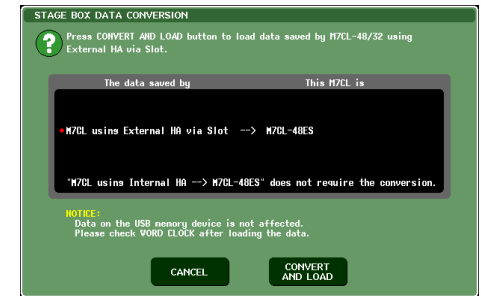 STAGE BOX DATA CONVERSION
Press CONVERT AND LOAD button to load data saved by M7CL-48/32 using
External HA via Slot.
The data saved by This M7CL is
M7CL using External HA via Slot --> M7CL-48ES
"M7CL using Internal HA --> M7CL-48ES" does not require the conversion.
NOTICE:
Data on the USB memory device is not affected.
Please check WORD CLOCK after loading the data.
CANCEL
CONVERT
AND LOAD